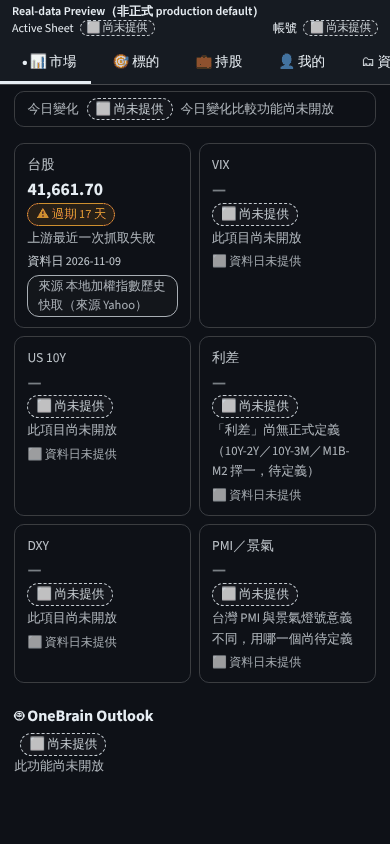 Real-data Preview（非正式 production default）
Active Sheet 尚未提供 帳號 尚未提供
市場 標的 持股 我的 資
今日變化 尚未提供 今日變化比較功能尚未開放
台股
41,661.70
過期 17 天
上游最近一次抓取失敗
資料日 2026-11-09
來源 本地加權指數歷史
快取（來源 Yahoo）
VIX
—
尚未提供
此項目尚未開放
資料日未提供
US 10Y
—
尚未提供
此項目尚未開放
資料日未提供
利差
—
尚未提供
「利差」尚無正式定義
（10Y-2Y／10Y-3M／M1B-
M2 擇一，待定義）
資料日未提供
DXY
—
尚未提供
此項目尚未開放
資料日未提供
PMI／景氣
—
尚未提供
台灣 PMI 與景氣燈號意義
不同，用哪一個尚待定義
資料日未提供
OneBrain Outlook
尚未提供
此功能尚未開放